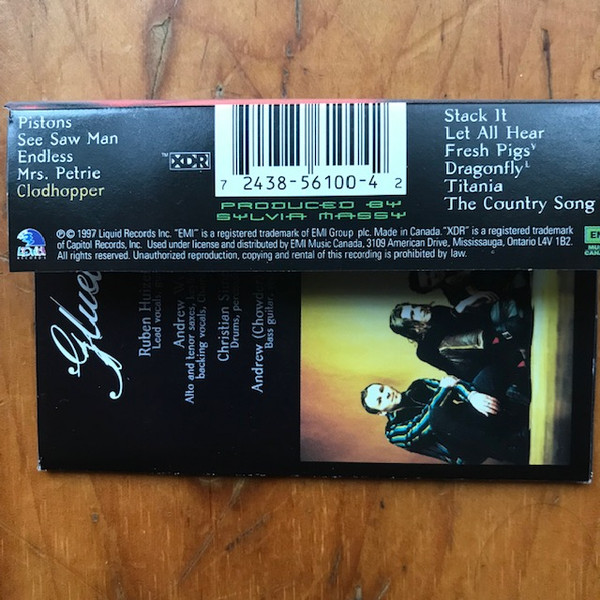 Pistons
See Saw Man
Endless
Mrs. Petrie
Clodhopper
™XDR
7 2438-56100-4 2
PRODUCED BY
SYLVIA MASSY
Stack It
Let All Hear
Fresh Pigs
Dragonfly
Titania
The Country Song
℗© 1997 Liquid Records Inc. "EMI" is a registered trademark of EMI Group plc. Made in Canada. "XDR" is a registered trademark
of Capitol Records, Inc. Used under license and distributed by EMI Music Canada, 3109 American Drive, Mississauga, Ontario L4V 1B2.
All rights reserved. Unauthorized reproduction, copying and rental of this recording is prohibited by law.
Ruben
Lead vocals
Andrew
Alto and tenor saxes,
backing vocals,
Christian
Drums,
Andrew (Chowde
Bass guitar